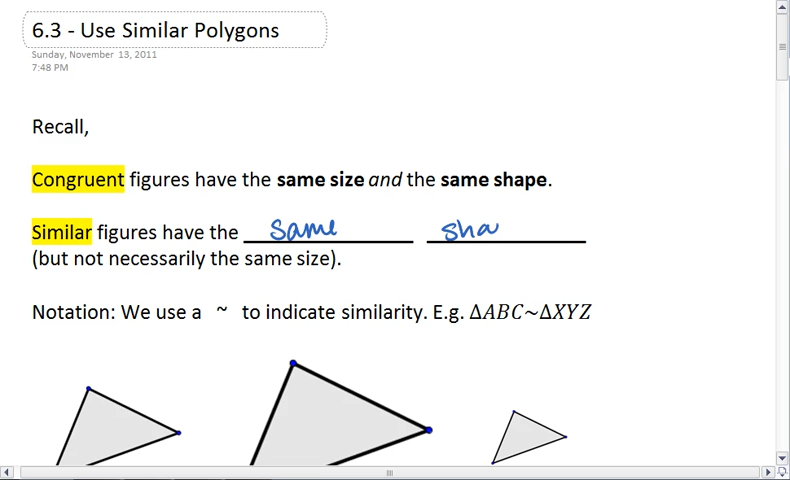 6.3 - Use Similar Polygons
Sunday, November 13, 2011
7:48 PM
Recall,
Congruent figures have the same size and the same shape.
Similar figures have the same sha
(but not necessarily the same size).
Notation: We use a ~ to indicate similarity. E.g. ΔABC~ΔXYZ